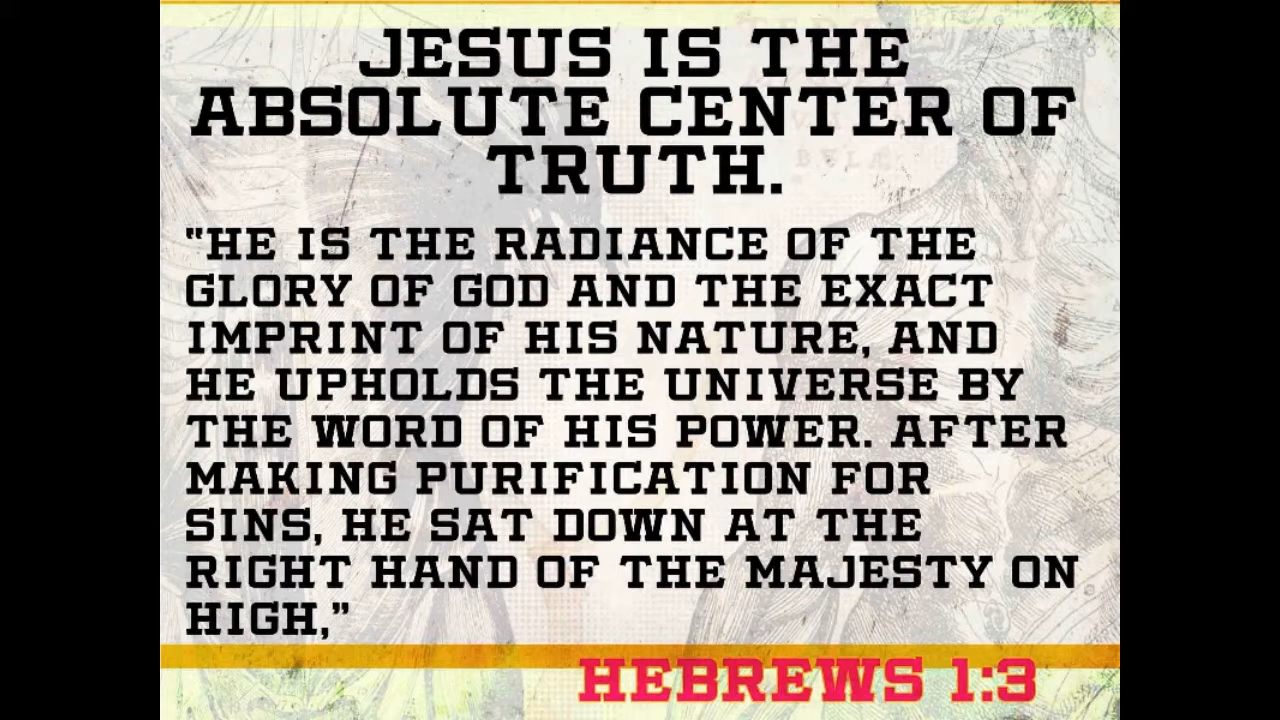 JESUS IS THE
ABSOLUTE CENTER OF
TRUTH.
"HE IS THE RADIANCE OF THE
GLORY OF GOD AND THE EXACT
IMPRINT OF HIS NATURE, AND
HE UPHOLDS THE UNIVERSE BY
THE WORD OF HIS POWER. AFTER
MAKING PURIFICATION FOR
SINS, HE SAT DOWN AT THE
RIGHT HAND OF THE MAJESTY ON
HIGH,”
HEBREWS 1:3